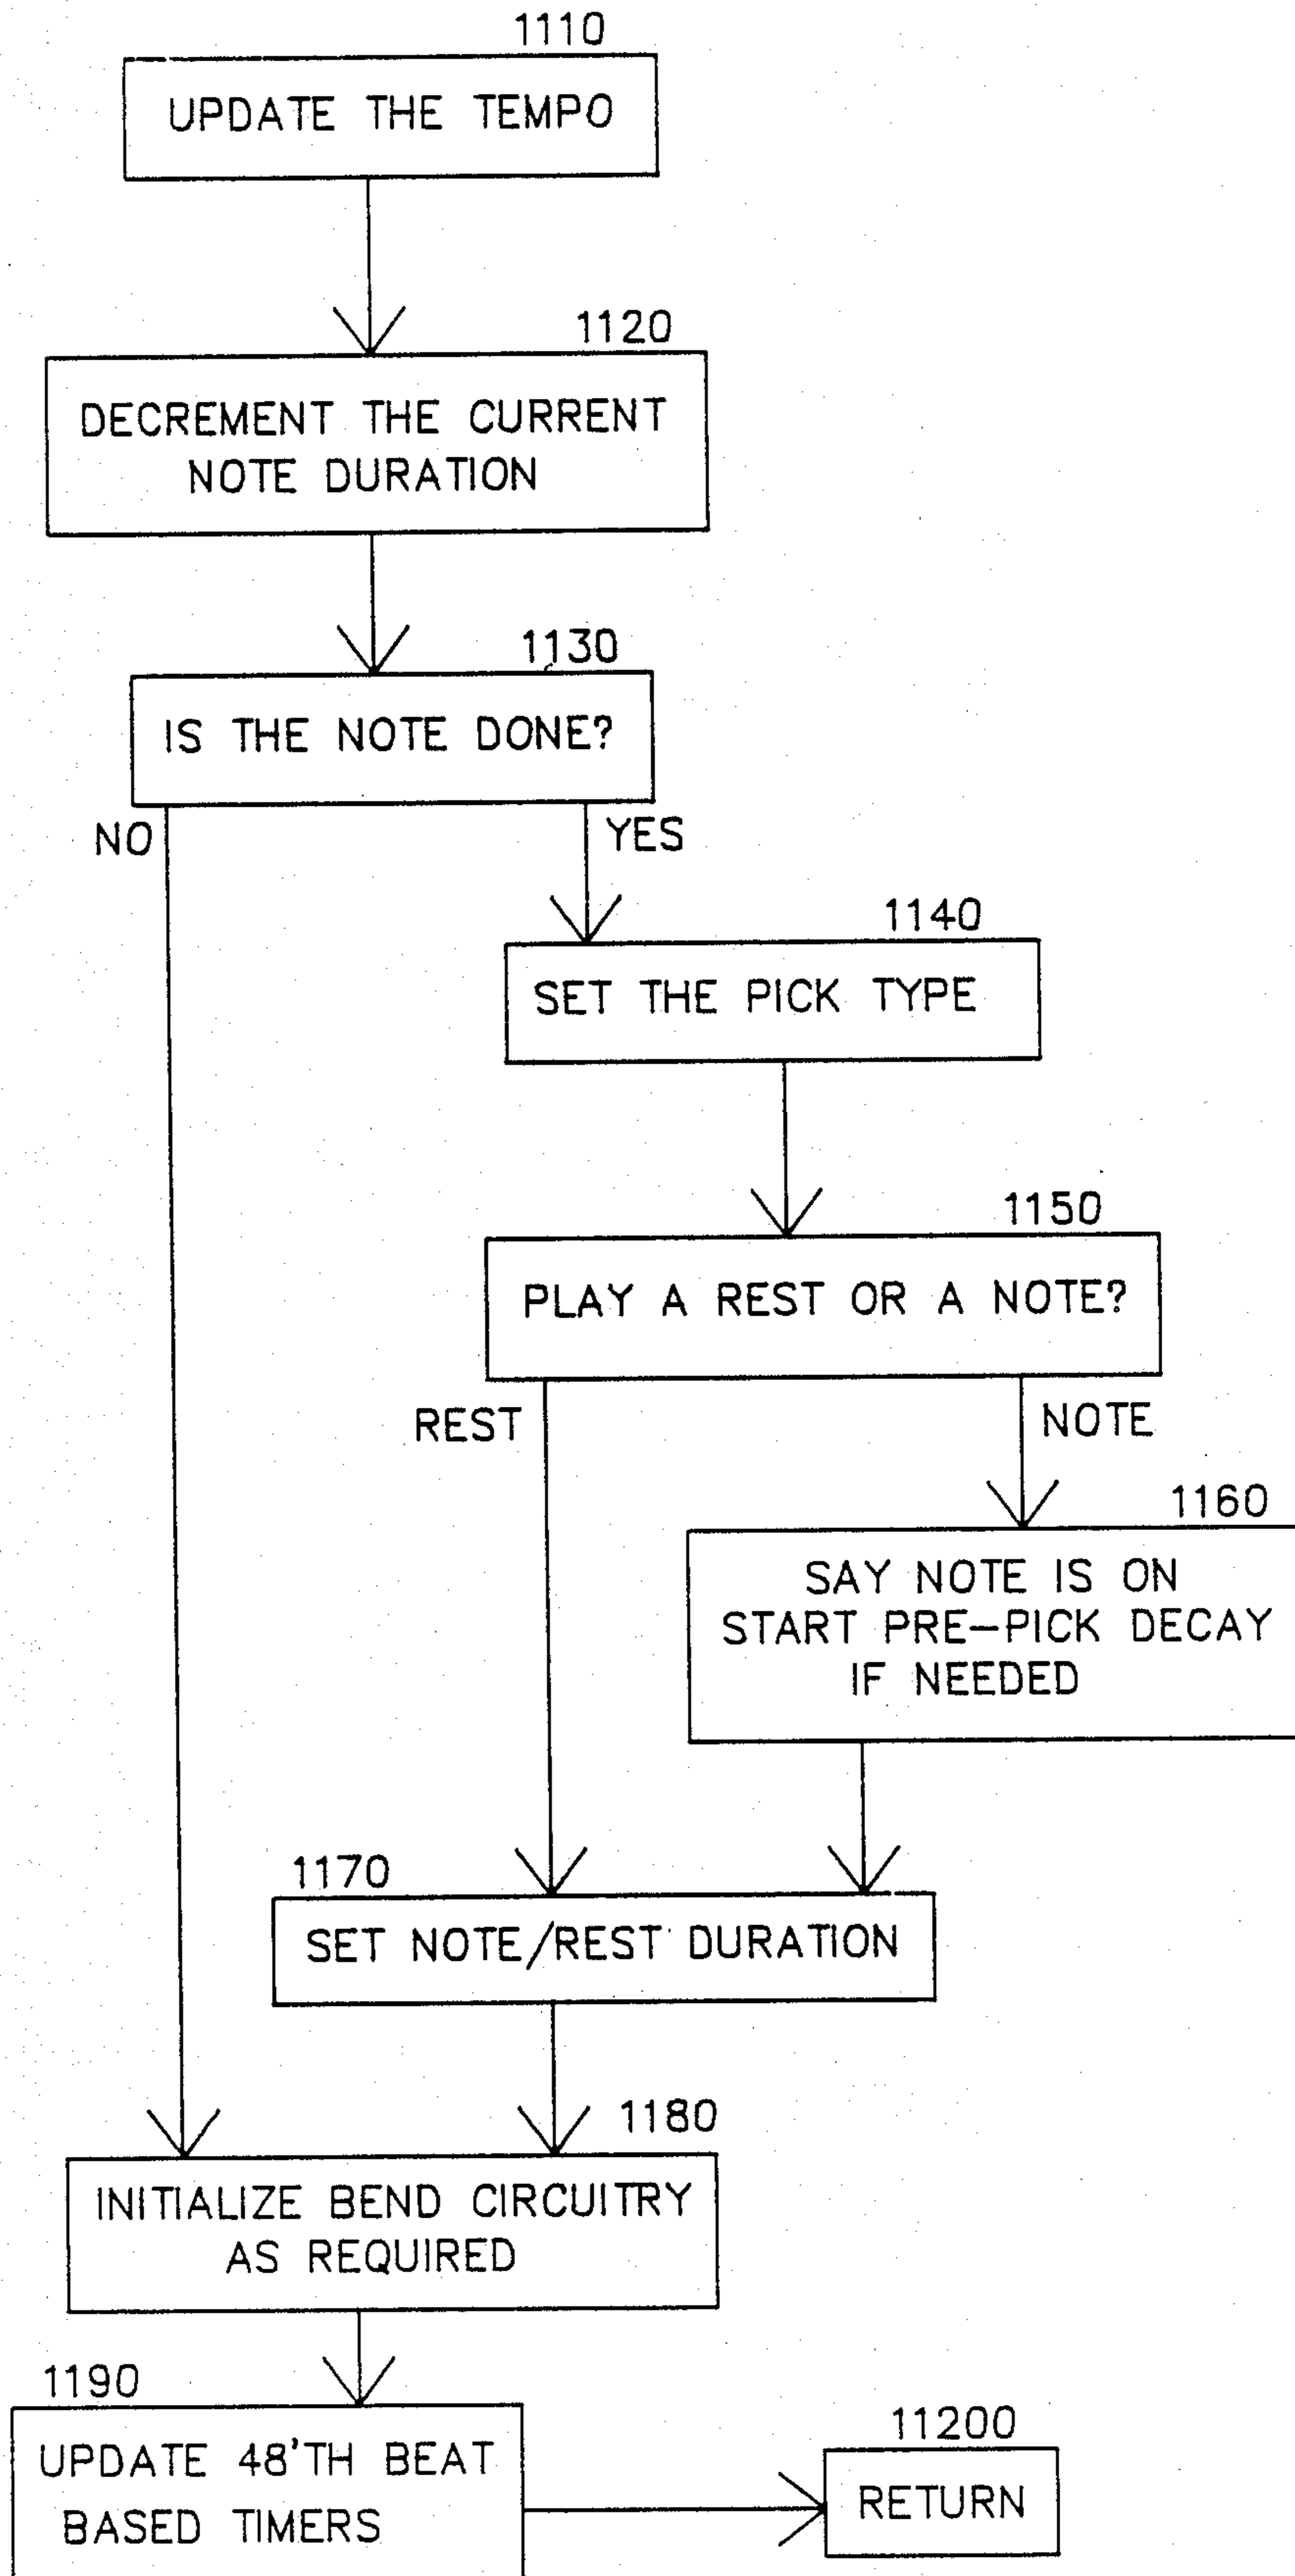 1110
UPDATE THE TEMPO
1120
DECREMENT THE CURRENT
NOTE DURATION
1130
IS THE NOTE DONE?
NO
YES
1140
SET THE PICK TYPE
1150
PLAY A REST OR A NOTE?
REST
NOTE
1160
SAY NOTE IS ON
START PRE-PICK DECAY
IF NEEDED
1170
SET NOTE/REST DURATION
1180
INITIALIZE BEND CIRCUITRY
AS REQUIRED
1190
UPDATE 48'TH BEAT
BASED TIMERS
11200
RETURN